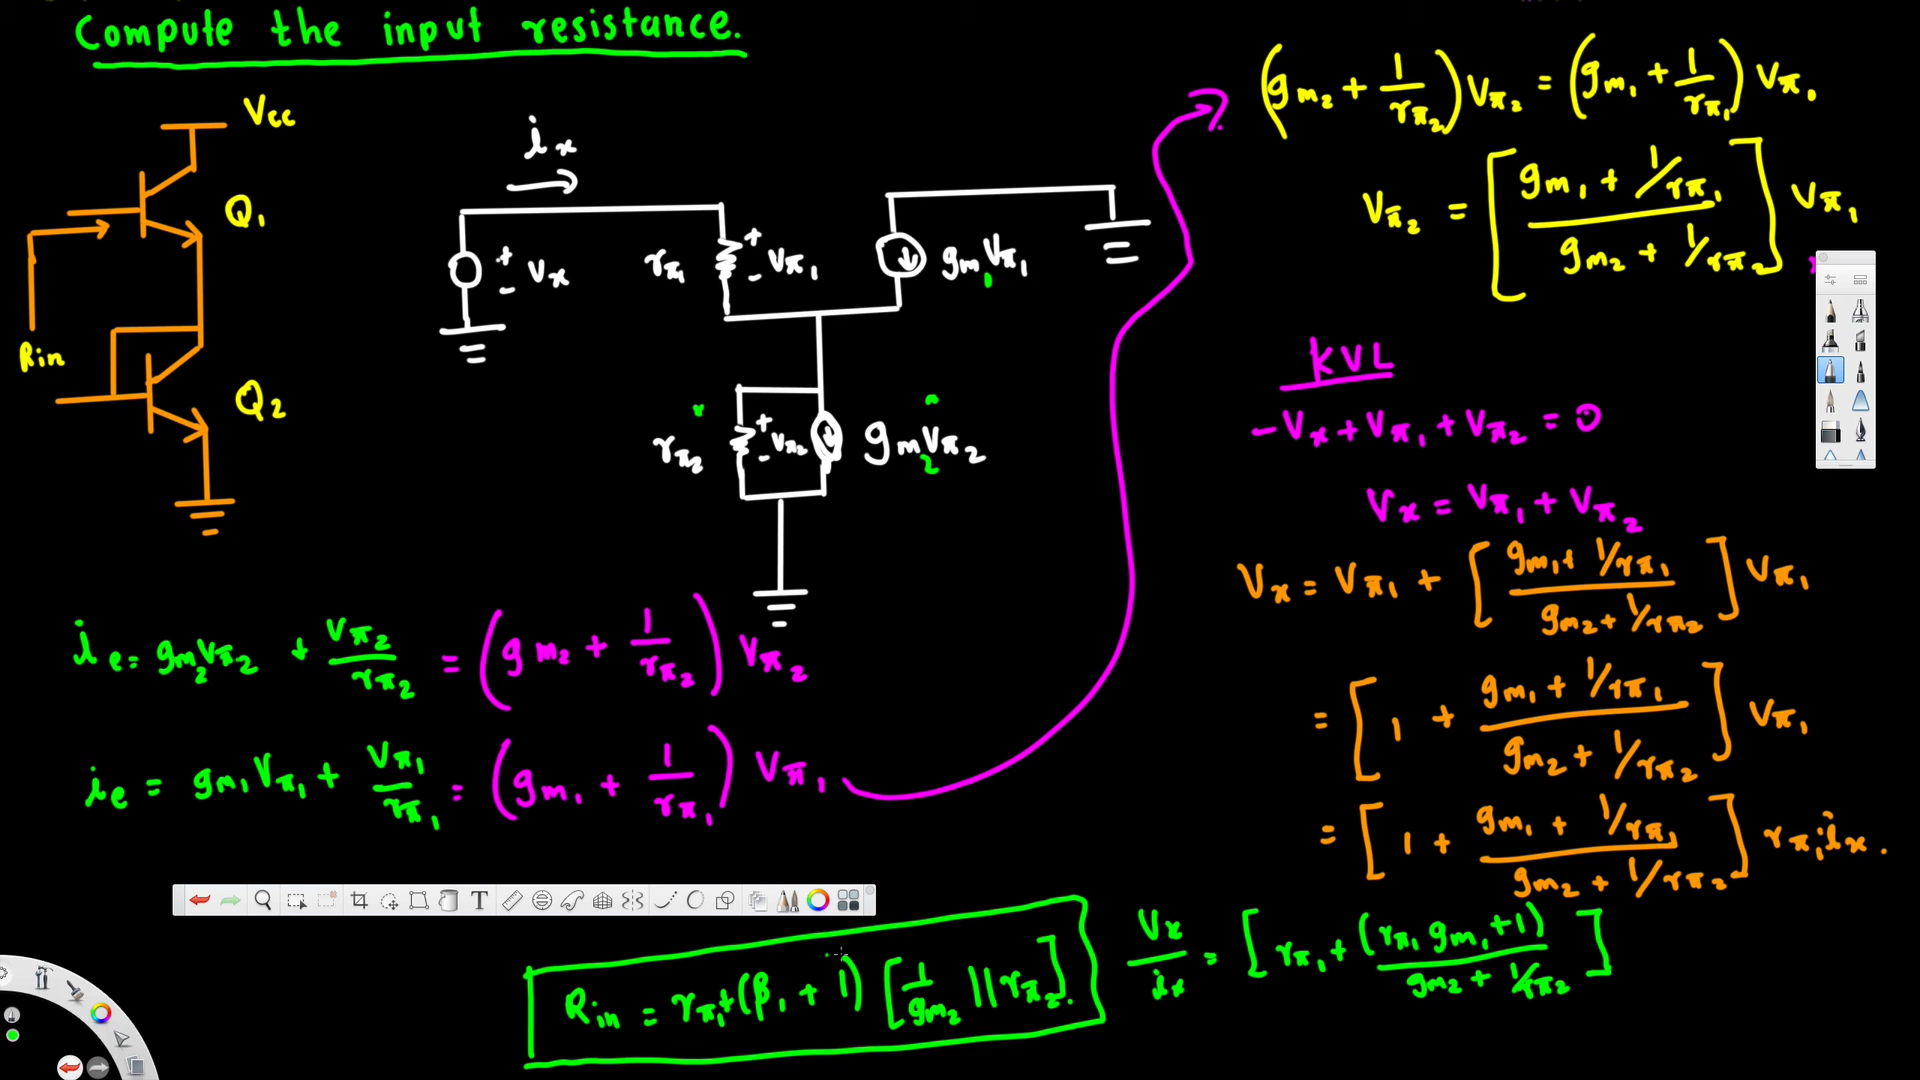 Compute the input resistance.
Vcc
Q₁
Rin
Q₂
iₓ
+
-
vₓ
rπ₁
+
-
Vπ₁
gm₁Vπ₁
rπ₂
+
-
Vπ₂
gm₂Vπ₂
ie = gm₂Vπ₂ + Vπ₂/rπ₂ = (gm₂ + 1/rπ₂) Vπ₂
ie = gm₁Vπ₁ + Vπ₁/rπ₁ = (gm₁ + 1/rπ₁) Vπ₁
(gm₂ + 1/rπ₂) Vπ₂ = (gm₁ + 1/rπ₁) Vπ₁
Vπ₂ = [(gm₁ + 1/rπ₁)/(gm₂ + 1/rπ₂)] Vπ₁
KVL
-Vx + Vπ₁ + Vπ₂ = 0
Vx = Vπ₁ + Vπ₂
Vx = Vπ₁ + [(gm₁ + 1/rπ₁)/(gm₂ + 1/rπ₂)] Vπ₁
= [1 + (gm₁ + 1/rπ₁)/(gm₂ + 1/rπ₂)] Vπ₁
= [1 + (gm₁ + 1/rπ₁)/(gm₂ + 1/rπ₂)] rπ₁ix.
Vx/ix = [rπ₁ + (rπ₁ gm₁ + 1)/(gm₂ + 1/rπ₂)]
Rin = rπ₁ + (β₁ + 1) [1/gm₂ || rπ₂].
T